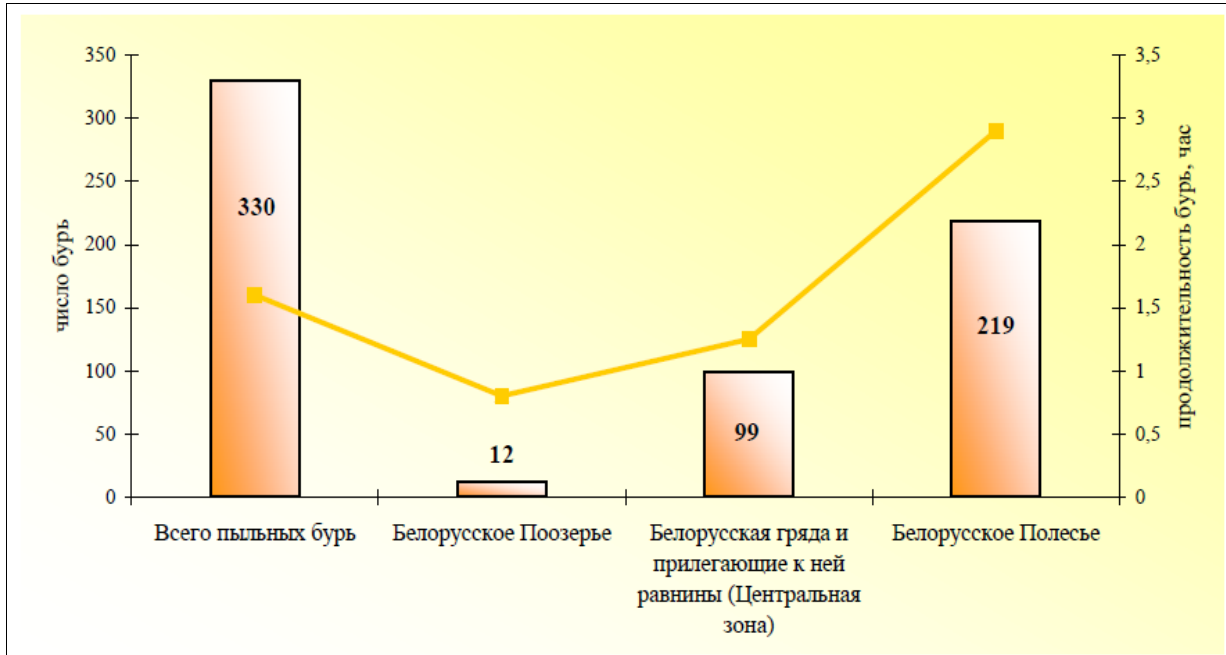 число бурь
350
300
250
200
150
100
50
0
330
12
99
219
3,5
3
2,5
2
1,5
1
0,5
0
продолжительность бурь, час
Всего пыльных бурь
Белорусское Поозерье
Белорусская гряда и
прилегающие к ней
равнины (Центральная
зона)
Белорусское Полесье